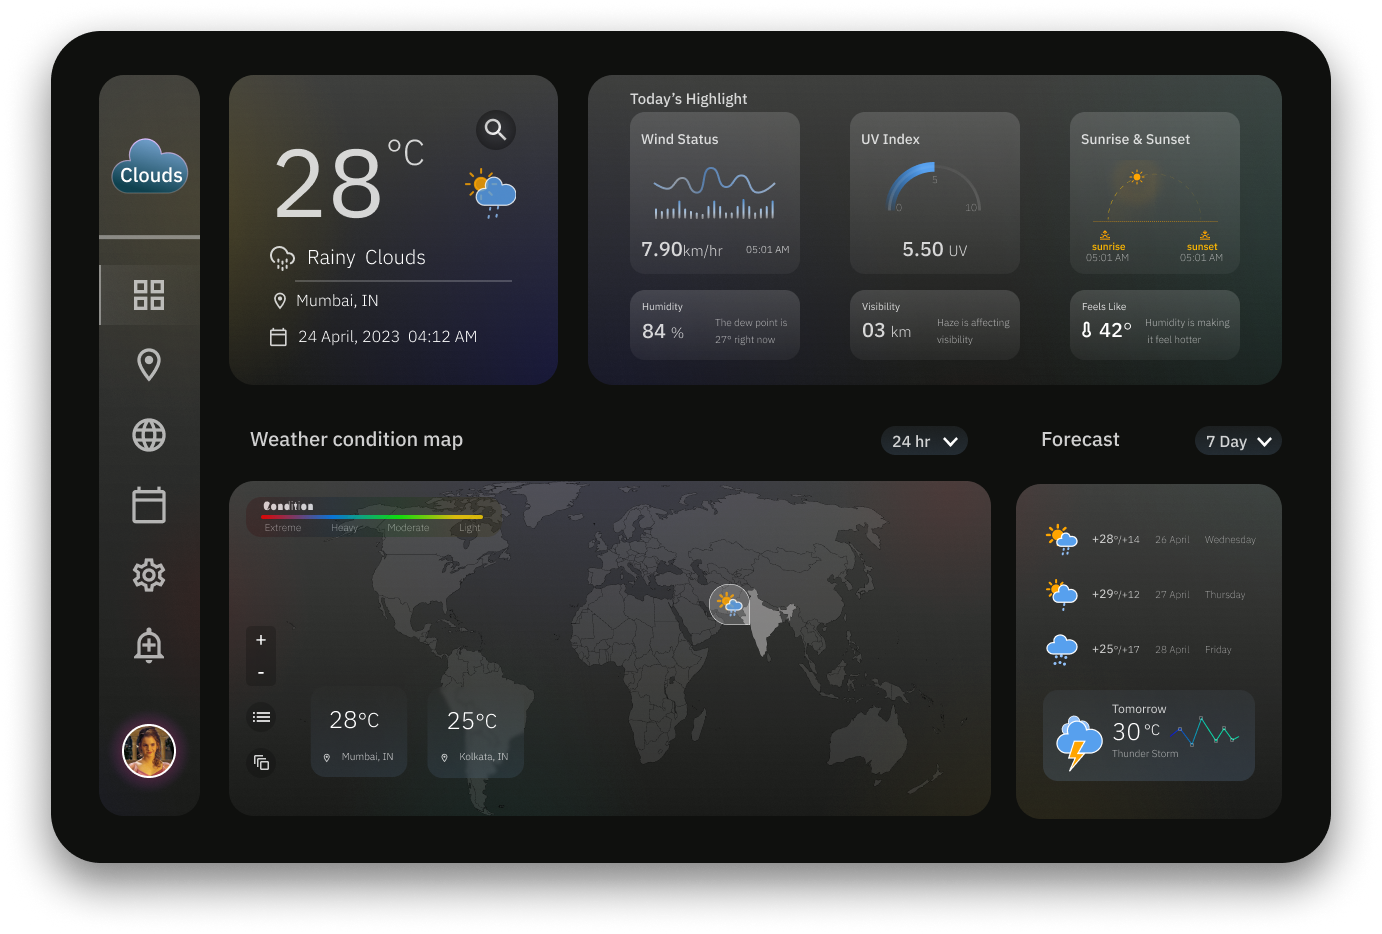 Clouds
28 °C
Rainy Clouds
Mumbai, IN
24 April, 2023 04:12 AM
Today's Highlight
Wind Status
7.90km/hr 05:01 AM
UV Index
5
0 10
5.50 UV
Sunrise & Sunset
sunrise sunset
05:01 AM 05:01 AM
Humidity
84 %
The dew point is
27° right now
Visibility
03 km
Haze is affecting
visibility
Feels Like
42°
Humidity is making
it feel hotter
Weather condition map
24 hr
Condition
Extreme Heavy Moderate Light
+
-
28°C
Mumbai, IN
25°C
Kolkata, IN
Forecast
7 Day
+28°/+14 26 April Wednesday
+29°/+12 27 April Thursday
+25°/+17 28 April Friday
Tomorrow
30 °C
Thunder Storm